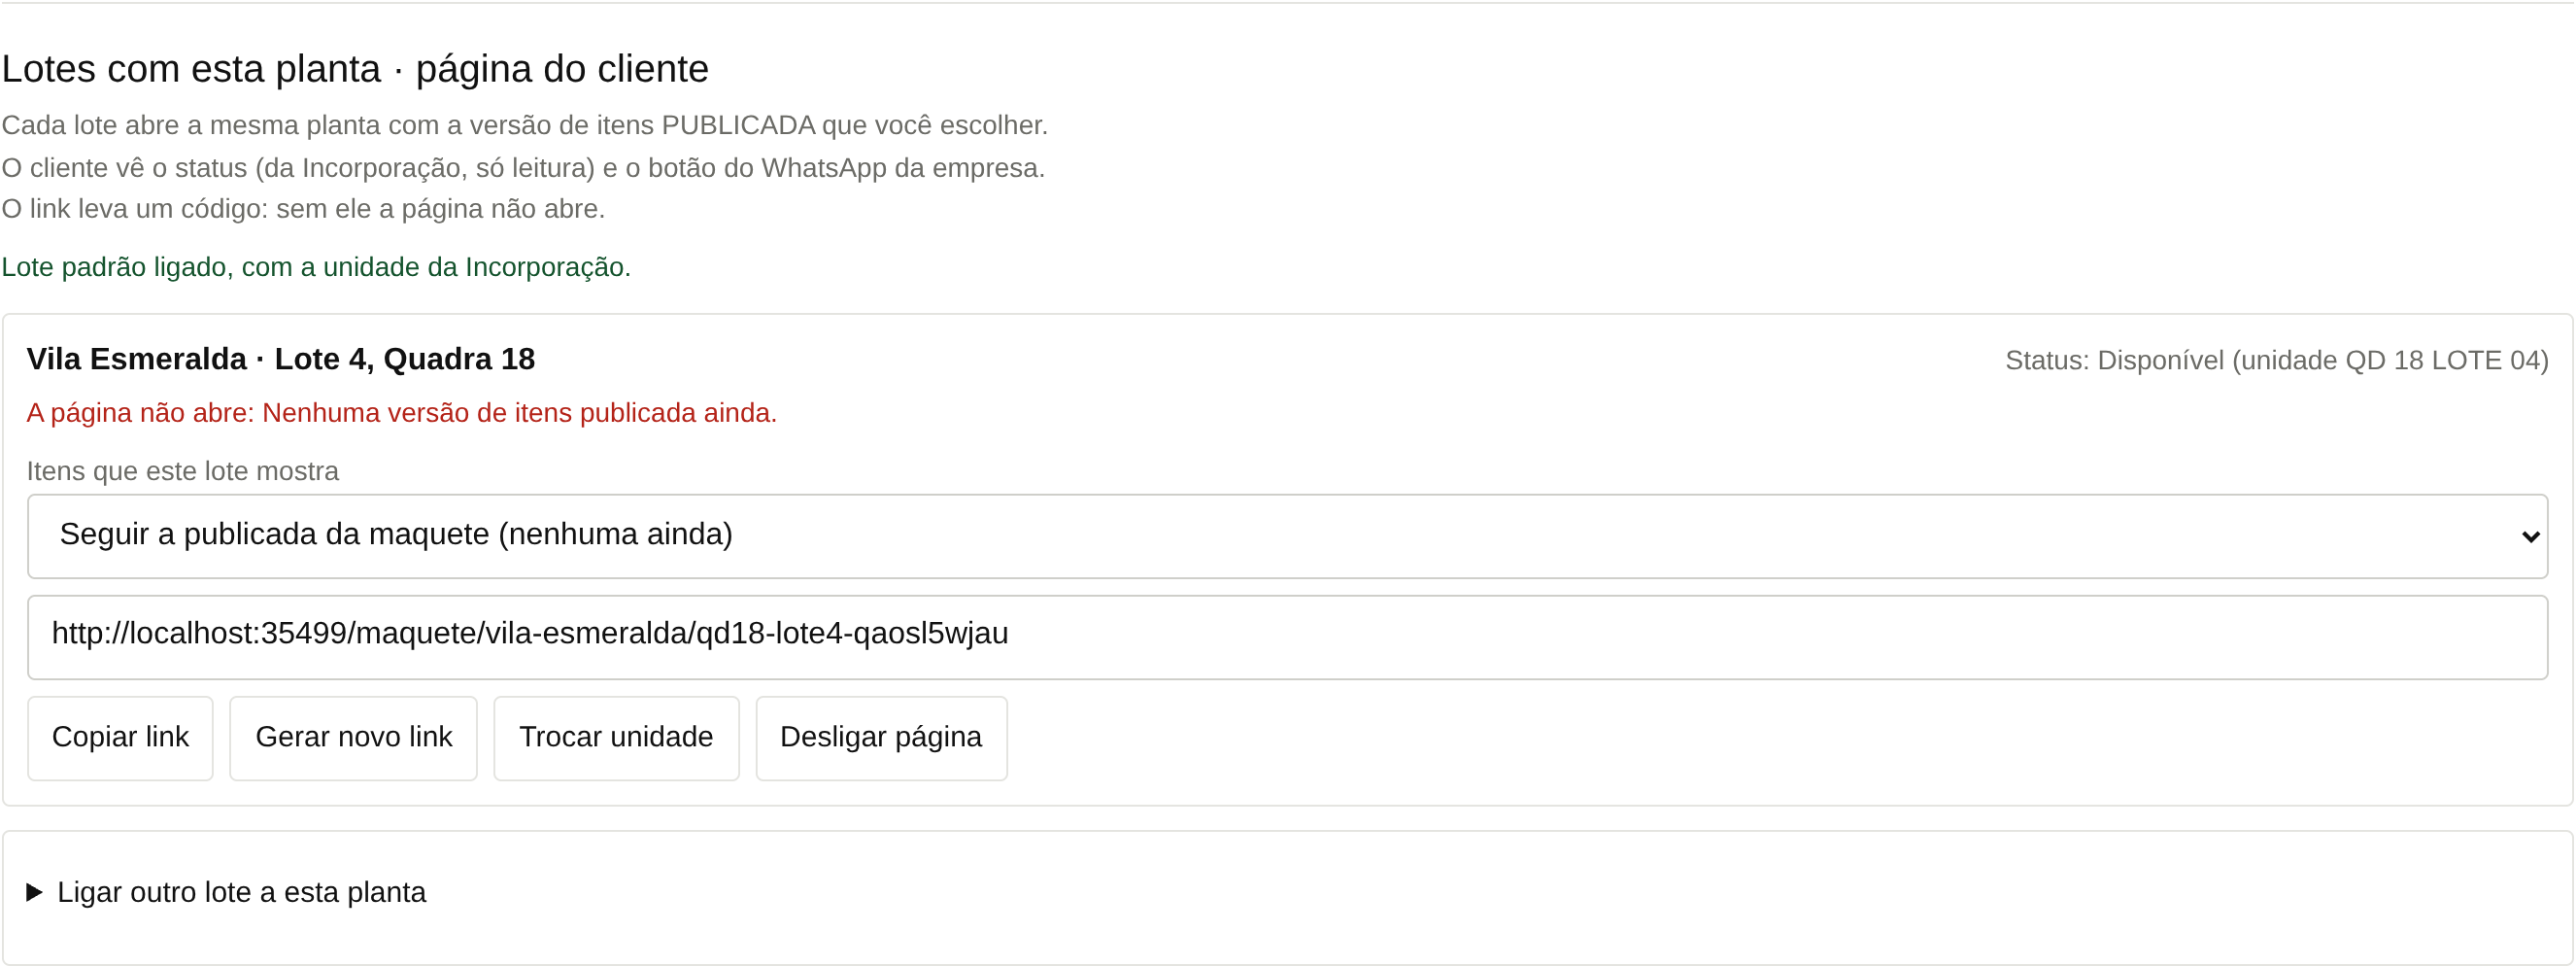 Lotes com esta planta · página do cliente
Cada lote abre a mesma planta com a versão de itens PUBLICADA que você escolher.
O cliente vê o status (da Incorporação, só leitura) e o botão do WhatsApp da empresa.
O link leva um código: sem ele a página não abre.
Lote padrão ligado, com a unidade da Incorporação.
Vila Esmeralda · Lote 4, Quadra 18
Status: Disponível (unidade QD 18 LOTE 04)
A página não abre: Nenhuma versão de itens publicada ainda.
Itens que este lote mostra
Seguir a publicada da maquete (nenhuma ainda)
http://localhost:35499/maquete/vila-esmeralda/qd18-lote4-qaosl5wjau
Copiar link
Gerar novo link
Trocar unidade
Desligar página
Ligar outro lote a esta planta